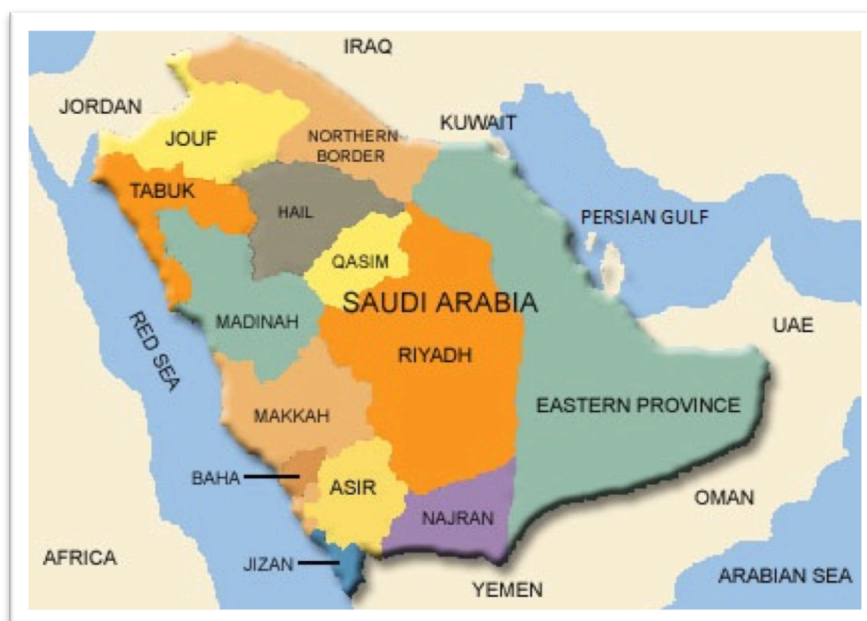 IRAQ
JORDAN
KUWAIT
JOUF
NORTHERN
BORDER
TABUK
HAIL
PERSIAN GULF
QASIM
SAUDI ARABIA
MADINAH
UAE
RED SEA
RIYADH
EASTERN PROVINCE
MAKKAH
BAHA
ASIR
OMAN
NAJRAN
AFRICA
JIZAN
YEMEN
ARABIAN SEA